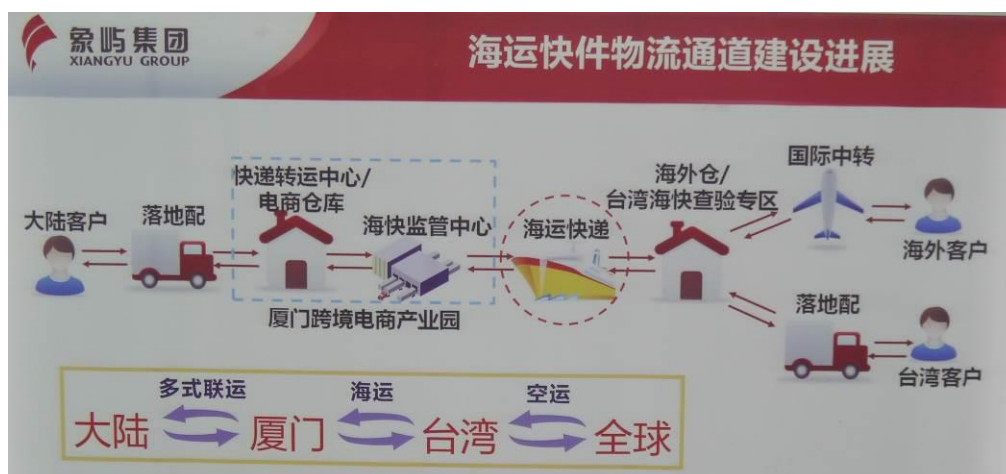 象屿集团
XIANGYU GROUP
海运快件物流通道建设进展
大陆客户
落地配
快递转运中心/
电商仓库
海快监管中心
厦门跨境电商产业园
海运快递
海外仓/
台湾海快查验专区
国际中转
海外客户
落地配
台湾客户
多式联运
海运
空运
大陆
厦门
台湾
全球